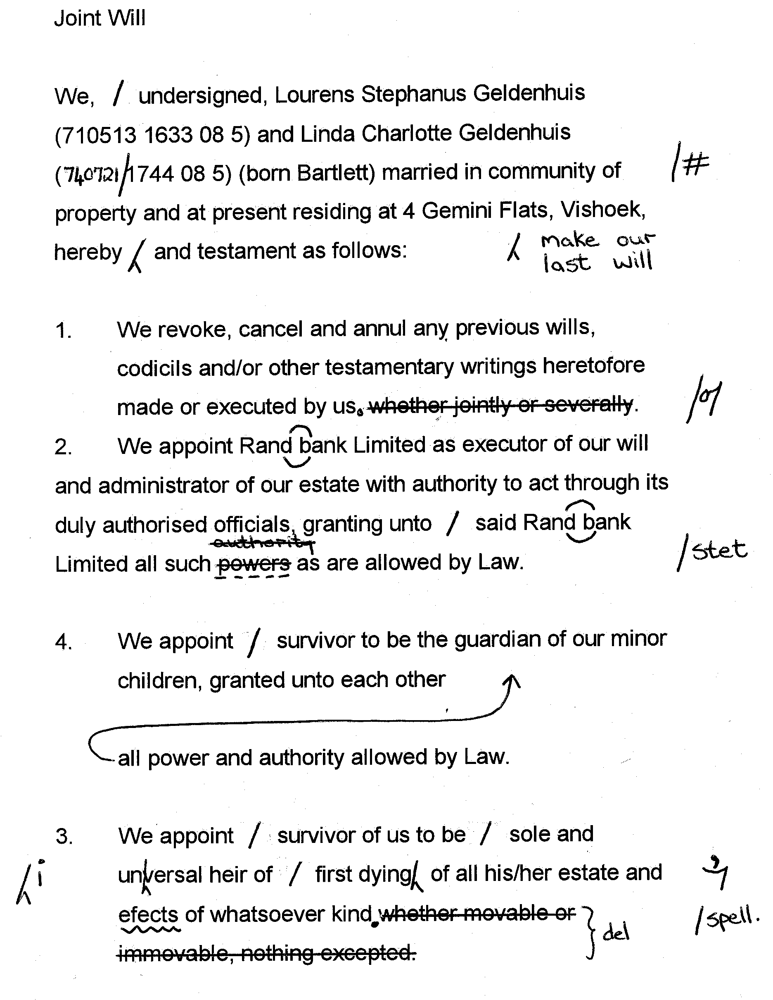 Joint Will
We, / undersigned, Lourens Stephanus Geldenhuis
(710513 1633 08 5) and Linda Charlotte Geldenhuis
(740721/1744 08 5) (born Bartlett) married in community of /#
property and at present residing at 4 Gemini Flats, Vishoek,
hereby / and testament as follows: / make our
last will
1. We revoke, cancel and annul any previous wills,
codicils and/or other testamentary writings heretofore
made or executed by us. whether jointly or severally.
2. We appoint Rand bank Limited as executor of our will
and administrator of our estate with authority to act through its
duly authorised officials, granting unto / said Rand bank
authority
Limited all such powers as are allowed by Law. /stet
4. We appoint / survivor to be the guardian of our minor
children, granted unto each other
all power and authority allowed by Law.
3. We appoint / survivor of us to be / sole and
/i unversal heir of / first dying/ of all his/her estate and
efects of whatsoever kind. whether movable or del /spell.
immovable, nothing excepted.